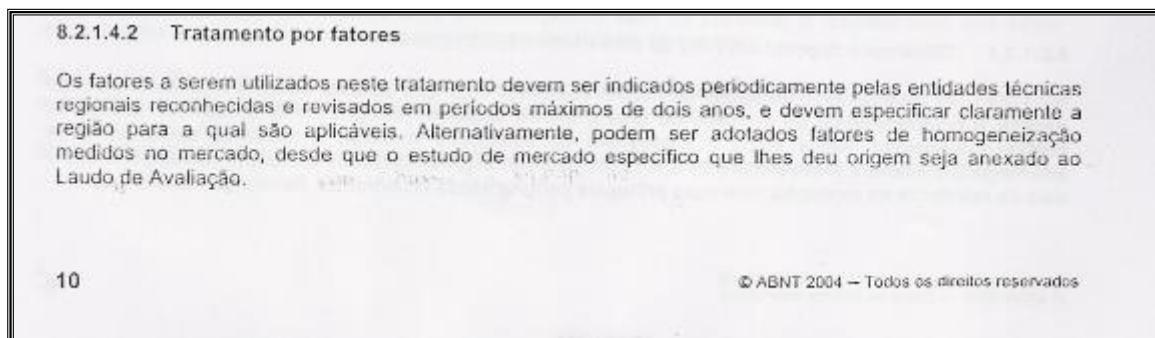 8.2.1.4.2 Tratamento por fatores
Os fatores a serem utilizados neste tratamento devem ser indicados periodicamente pelas entidades técnicas
regionais reconhecidas e revisados em períodos máximos de dois anos, e devem especificar claramente a
região para a qual são aplicáveis. Alternativamente, podem ser adotados fatores de homogeneização
medidos no mercado, desde que o estudo de mercado específico que lhes deu origem seja anexado ao
Laudo de Avaliação.
10
© ABNT 2004 – Todos os direitos reservados